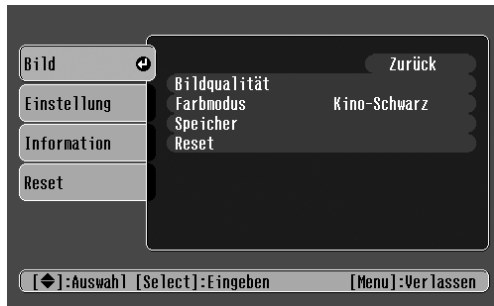 Bild
Einstellung
Information
Reset
Zurück
Bildqualität
Farbmodus Kino-Schwarz
Speicher
Reset
[◆]:Auswahl [Select]:Eingeben [Menu]:Verlassen